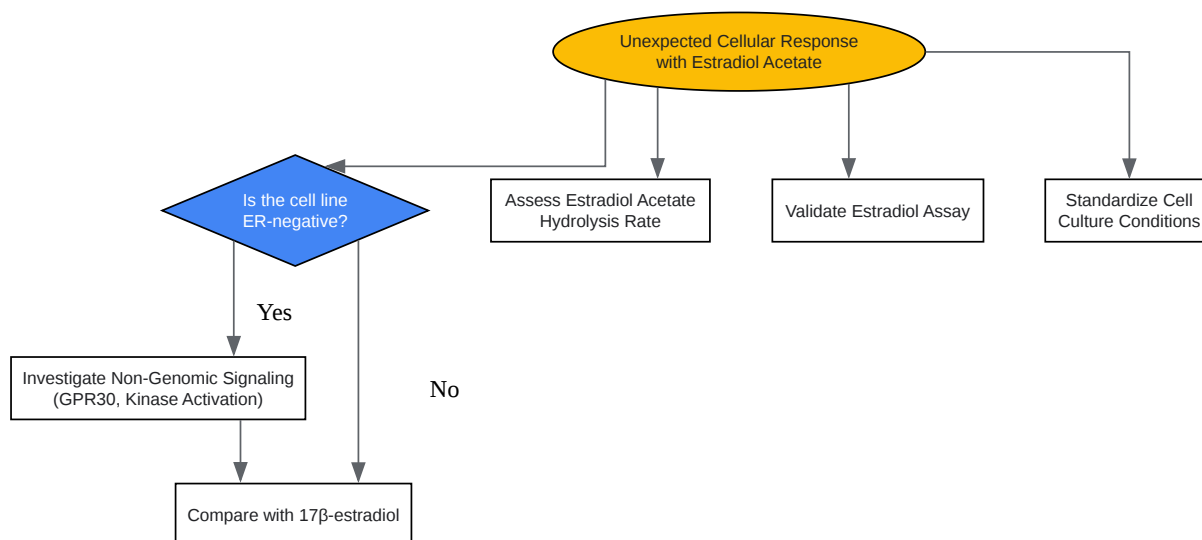 Unexpected Cellular Response
with Estradiol Acetate
Is the cell line
ER-negative?
Assess Estradiol Acetate
Hydrolysis Rate
Validate Estradiol Assay
Standardize Cell
Culture Conditions
Yes
Investigate Non-Genomic Signaling
(GPR30, Kinase Activation)
No
Compare with 17β-estradiol